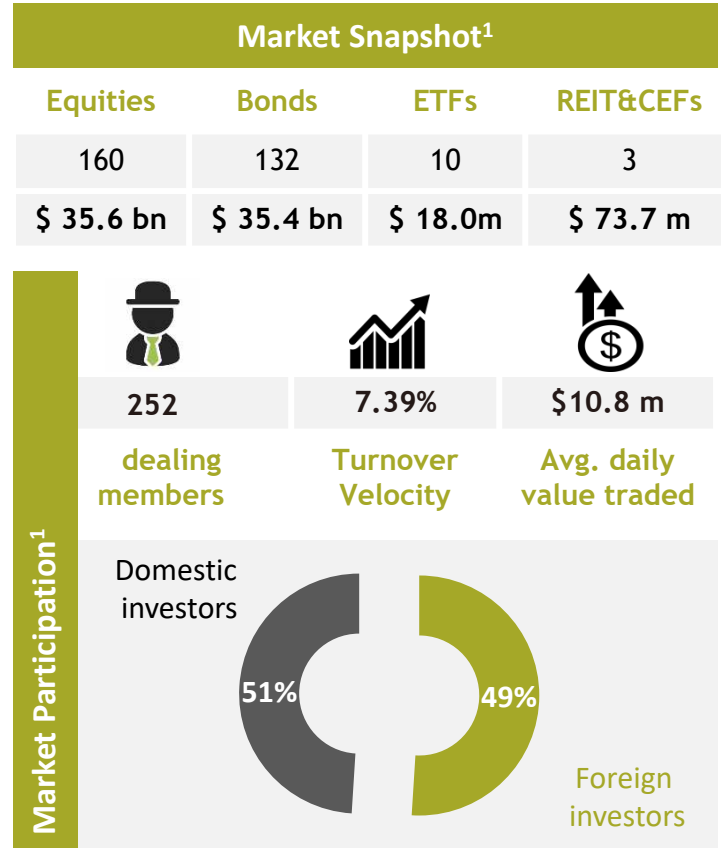 Market Snapshot¹
Equities Bonds ETFs REIT&CEFs
160 132 10 3
$ 35.6 bn $ 35.4 bn $ 18.0m $ 73.7 m
Market Participation¹
$
252 7.39% $10.8 m
dealing Turnover Avg. daily
members Velocity value traded
Domestic
investors
51% 49%
Foreign
investors